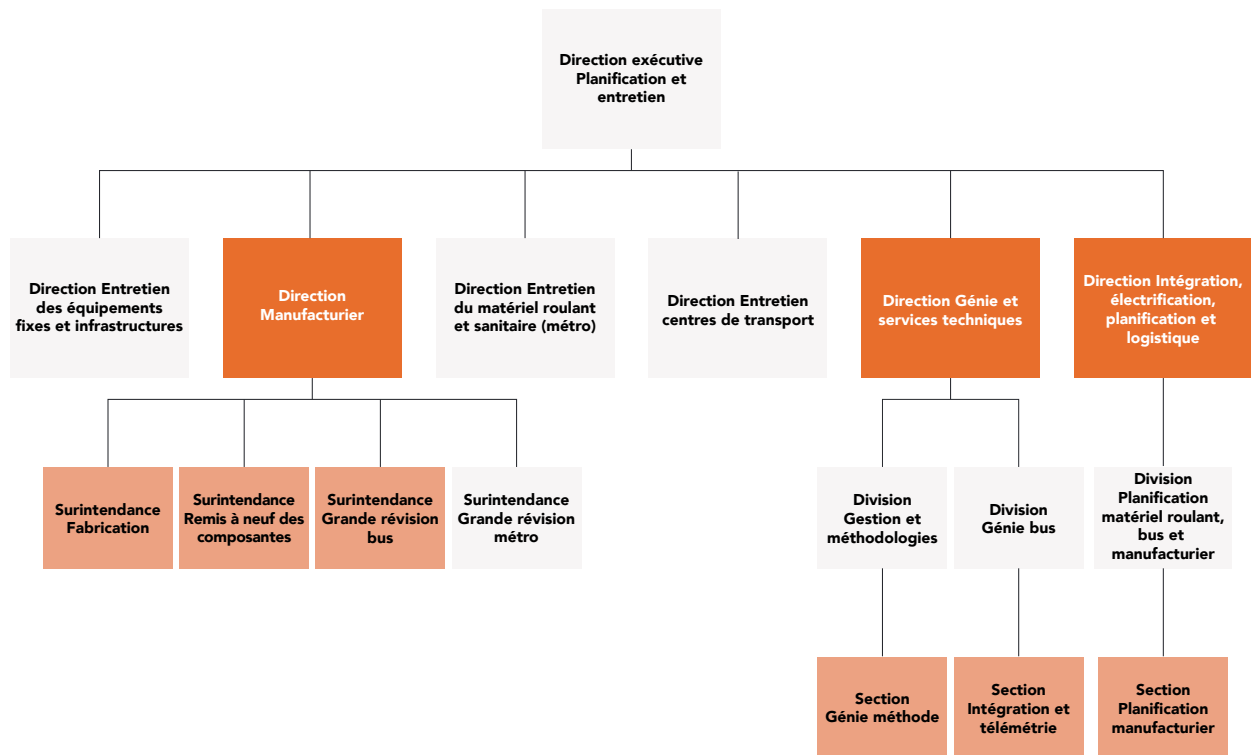 Direction exécutive
Planification et
entretien
Direction Entretien
des équipements
fixes et infrastructures
Direction
Manufacturier
Direction Entretien
du matériel roulant
et sanitaire (métro)
Direction Entretien
centres de transport
Direction Génie et
services techniques
Direction Intégration,
électrification,
planification et
logistique
Surintendance
Fabrication
Surintendance
Remis à neuf des
composantes
Surintendance
Grande révision
bus
Surintendance
Grande révision
métro
Division
Gestion et
méthodologies
Division
Génie bus
Division
Planification
matériel roulant,
bus et
manufacturier
Section
Génie méthode
Section
Intégration et
télémétrie
Section
Planification
manufacturier